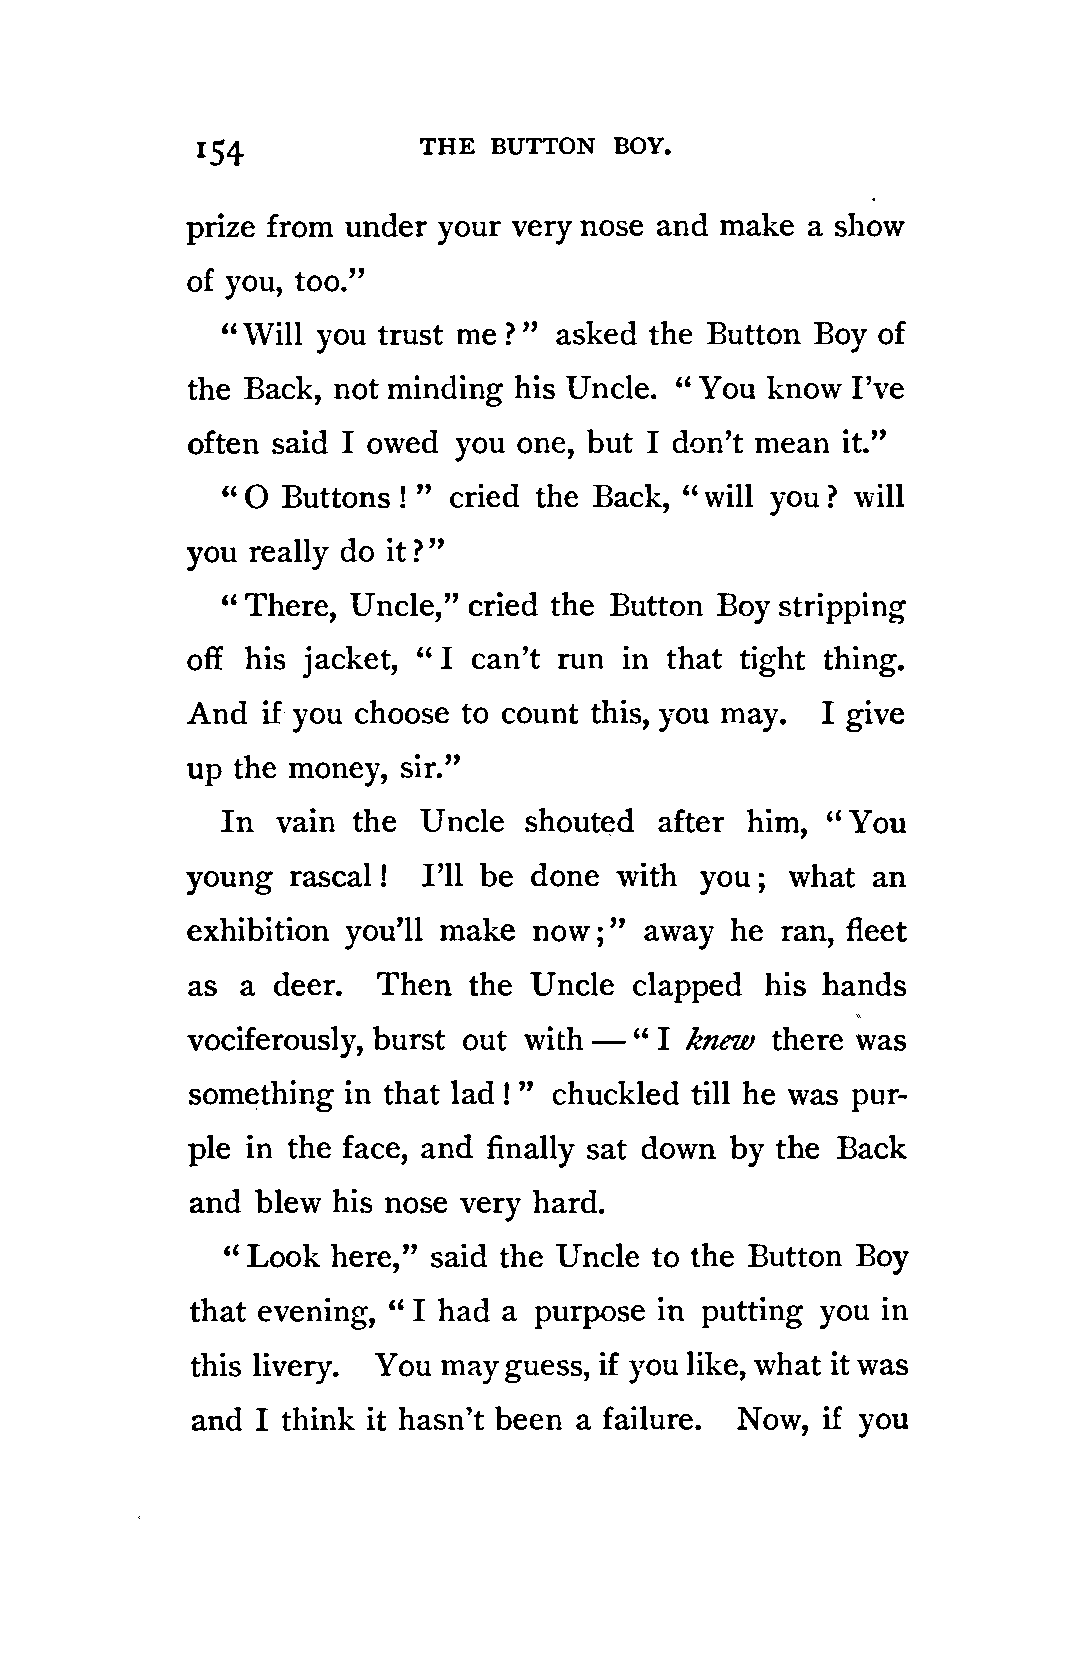 154 THE BUTTON BOY.
prize from under your very nose and make a show
of you, too."
"Will you trust me?" asked the Button Boy of
the Back, not minding his Uncle. "You know I've
often said I owed you one, but I don't mean it."
"O Buttons!" cried the Back, "will you? will
you really do it?"
"There, Uncle," cried the Button Boy stripping
off his jacket, "I can't run in that tight thing.
And if you choose to count this, you may. I give
up the money, sir."
In vain the Uncle shouted after him, "You
young rascal! I'll be done with you; what an
exhibition you'll make now;" away he ran, fleet
as a deer. Then the Uncle clapped his hands
vociferously, burst out with — "I knew there was
something in that lad!" chuckled till he was pur-
ple in the face, and finally sat down by the Back
and blew his nose very hard.
"Look here," said the Uncle to the Button Boy
that evening, "I had a purpose in putting you in
this livery. You may guess, if you like, what it was
and I think it hasn't been a failure. Now, if you